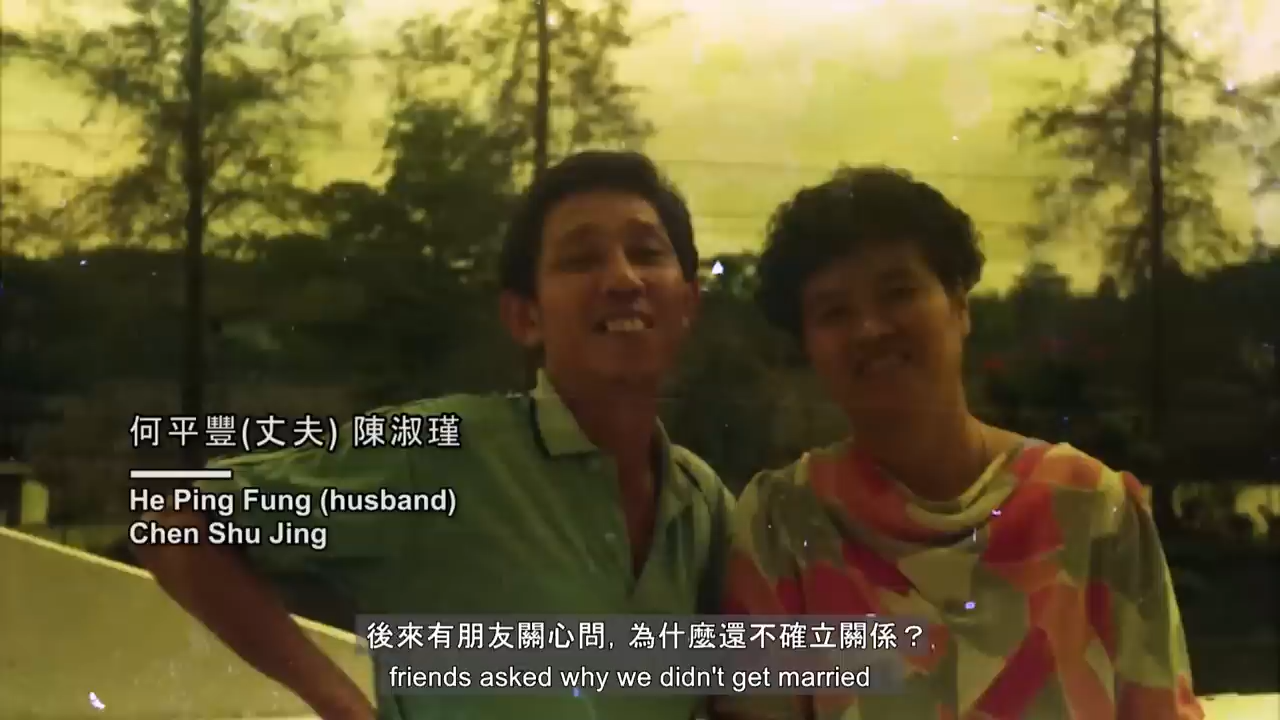 何平豐(丈夫) 陳淑瑾
He Ping Fung (husband)
Chen Shu Jing
後來有朋友關心問, 為什麼還不確立關係？
friends asked why we didn't get married